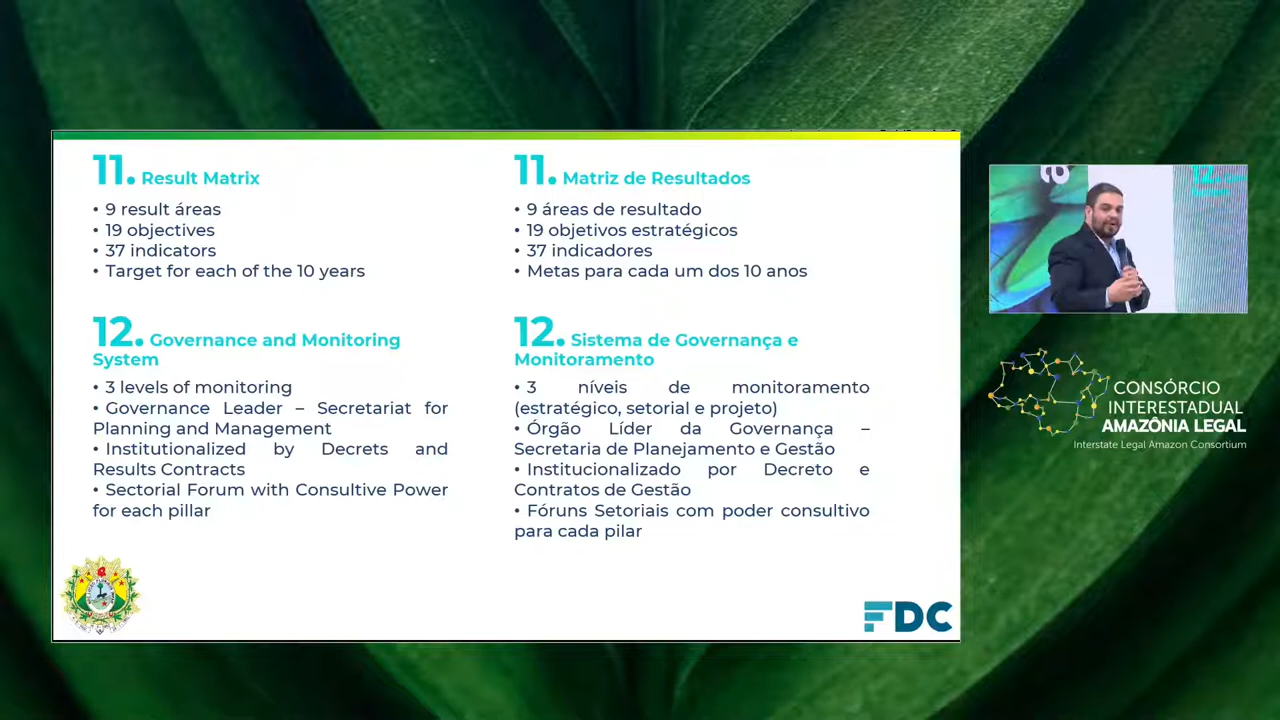 11. Result Matrix
• 9 result áreas
• 19 objectives
• 37 indicators
• Target for each of the 10 years
12. Governance and Monitoring
System
• 3 levels of monitoring
• Governance Leader – Secretariat for
Planning and Management
• Institutionalized by Decrets and
Results Contracts
• Sectorial Forum with Consultive Power
for each pillar
11. Matriz de Resultados
• 9 áreas de resultado
• 19 objetivos estratégicos
• 37 indicadores
• Metas para cada um dos 10 anos
12. Sistema de Governança e
Monitoramento
• 3 níveis de monitoramento
(estratégico, setorial e projeto)
• Órgão Líder da Governança –
Secretaria de Planejamento e Gestão
• Institucionalizado por Decreto e
Contratos de Gestão
• Fóruns Setoriais com poder consultivo
para cada pilar
FDC
12.
CONSÓRCIO
INTERESTADUAL
AMAZÔNIA LEGAL
Interstate Legal Amazon Consortium